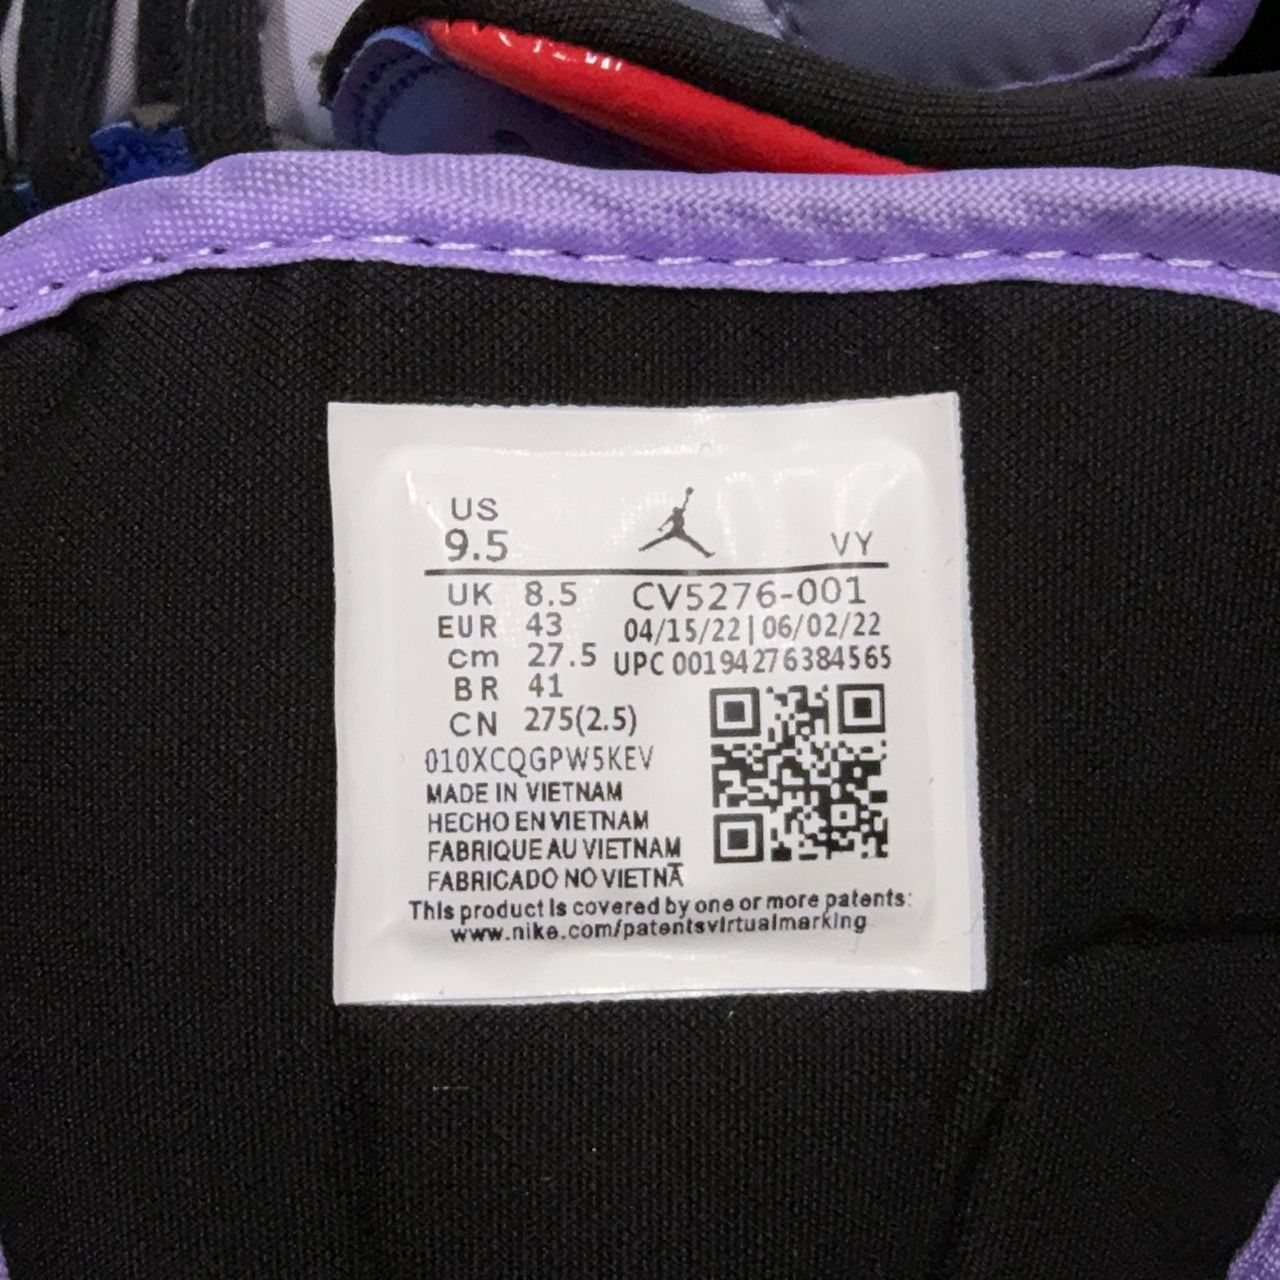 US
9.5 VY
UK 8.5 CV5276-001
EUR 43 04/15/22 | 06/02/22
cm 27.5 UPC 00194276384565
BR 41
CN 275(2.5)
010XCQGPW5KEV
MADE IN VIETNAM
HECHO EN VIETNAM
FABRIQUE AU VIETNAM
FABRICADO NO VIETNÃ
This product is covered by one or more patents:
www.nike.com/patentsvirtualmarking